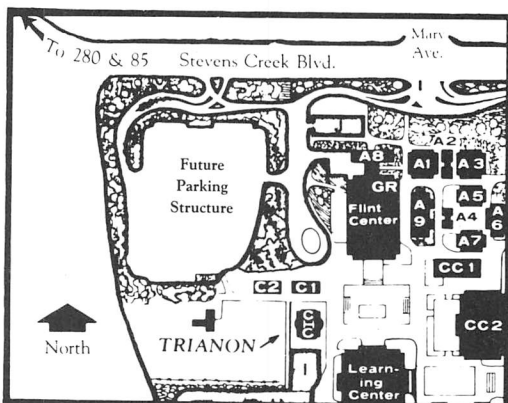 To 280 & 85
Stevens Creek Blvd.
Mary
Ave.
A2
A8
A1
A3
Future
Parking
Structure
GR
Flint
Center
A
9
A5
A4
A
6
A7
CC1
C2
C1
CHC
CC2
North
TRIANON
Learn-
ing
Center